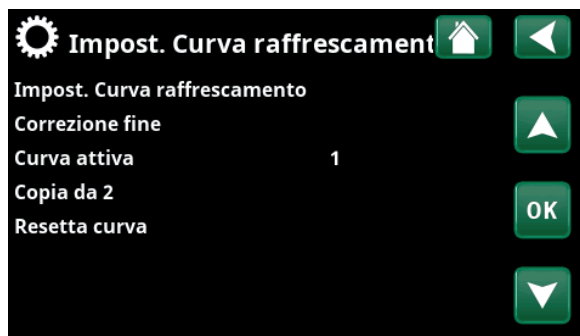 Impost. Curva raffrescament
Impost. Curva raffrescamento
Correzione fine
Curva attiva 1
Copia da 2
OK
Resetta curva